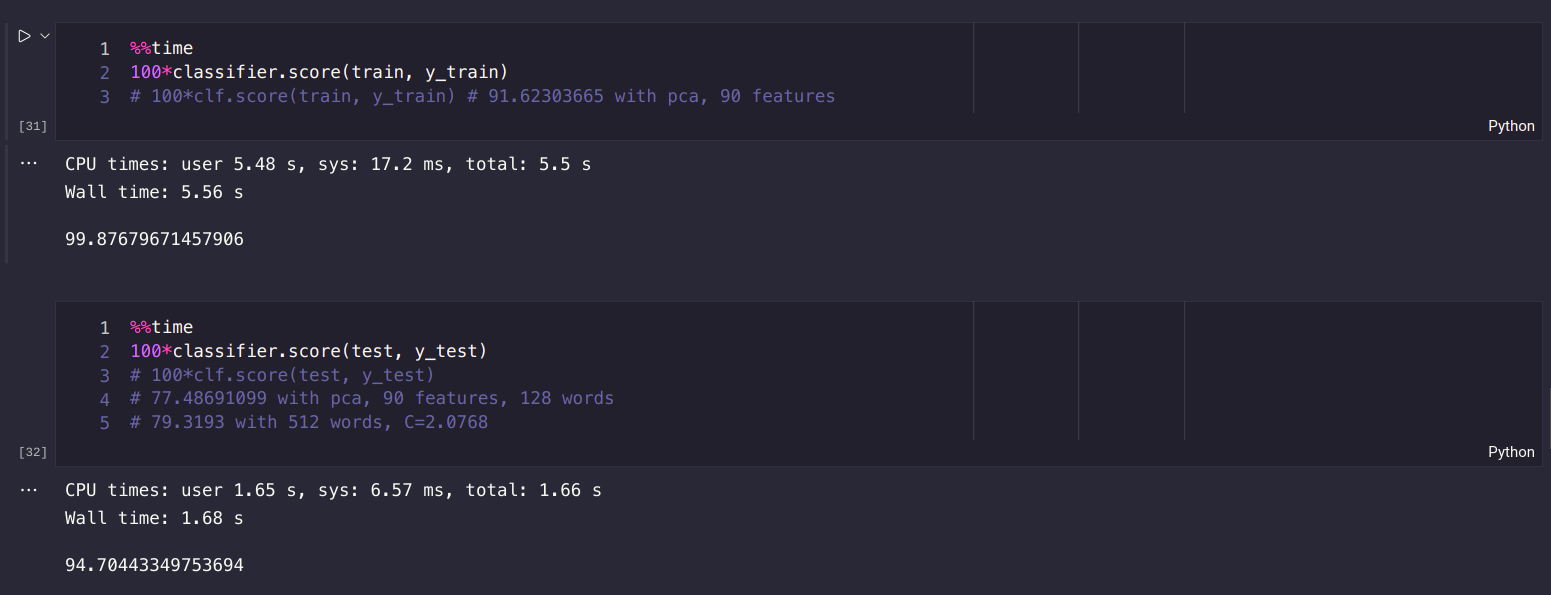 1 %%time
2 100*classifier.score(train, y_train)
3 # 100*clf.score(train, y_train) # 91.62303665 with pca, 90 features
[31]
Python
... CPU times: user 5.48 s, sys: 17.2 ms, total: 5.5 s
Wall time: 5.56 s
99.87679671457906
1 %%time
2 100*classifier.score(test, y_test)
3 # 100*clf.score(test, y_test)
4 # 77.48691099 with pca, 90 features, 128 words
5 # 79.3193 with 512 words, C=2.0768
[32]
Python
... CPU times: user 1.65 s, sys: 6.57 ms, total: 1.66 s
Wall time: 1.68 s
94.70443349753694